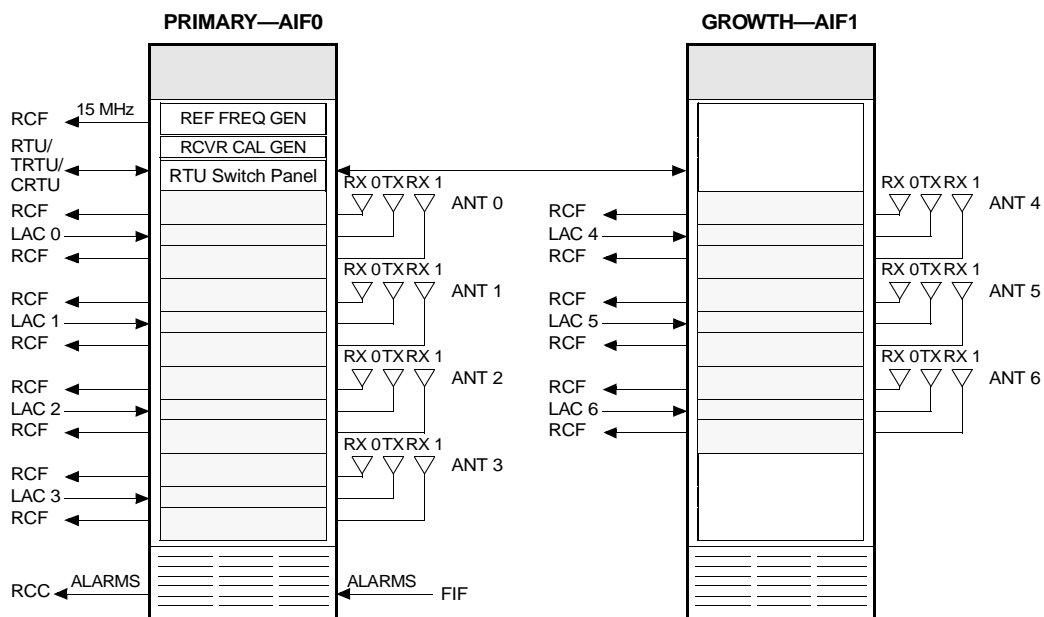 PRIMARY—AIF0
GROWTH—AIF1
RCF
15 MHz
REF FREQ GEN
RTU/
TRTU/
CRTU
RCVR CAL GEN
RTU Switch Panel
RX 0 TX RX 1
ANT 0
RCF
LAC 0
RCF
RX 0 TX RX 1
ANT 1
RCF
LAC 1
RCF
RX 0 TX RX 1
ANT 2
RCF
LAC 2
RCF
RX 0 TX RX 1
ANT 3
RCF
LAC 3
RCF
RCC
ALARMS
ALARMS
FIF
RX 0 TX RX 1
ANT 4
RCF
LAC 4
RCF
RX 0 TX RX 1
ANT 5
RCF
LAC 5
RCF
RX 0 TX RX 1
ANT 6
RCF
LAC 6
RCF